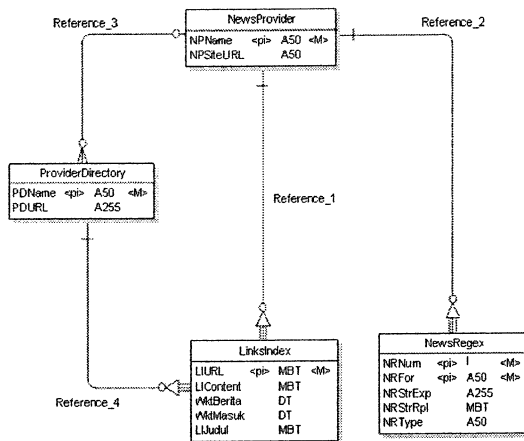 Reference_3
NewsProvider
NPName <pi> A50 <M>
NPSiteURL A50
Reference_2
ProviderDirectory
PDName <pi> A50 <M>
PDURL A255
Reference_1
LinksIndex
LIURL <pi> MBT <M>
LIContent MBT
WktBerita DT
WktMasuk DT
LIJudul MBT
NewsRegex
NRNum <pi> I <M>
NRFor <pi> A50 <M>
NRStrExp A255
NRStrRpl MBT
NRType A50
Reference_4